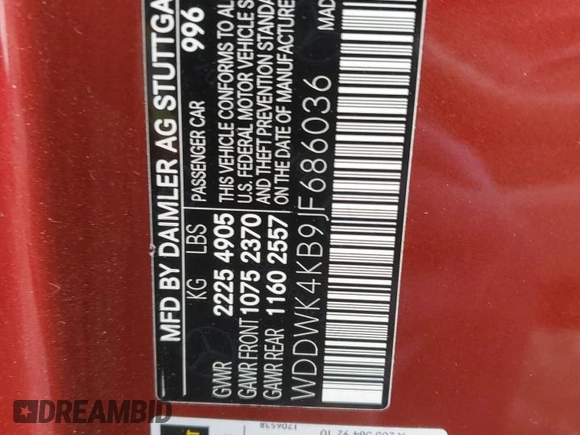 MFD BY DAIMLER AG STUTTGA
996
KG LBS PASSENGER CAR
GVWR 2225 4905 THIS VEHICLE CONFORMS TO AL
GAWR FRONT 1075 2370 U.S. FEDERAL MOTOR VEHICLE S
GAWR REAR 1160 2557 AND THEFT PREVENTION STANDA
ON THE DATE OF MANUFACTUR
WDDWK4KB9JF686036 MAD
DREAMBID